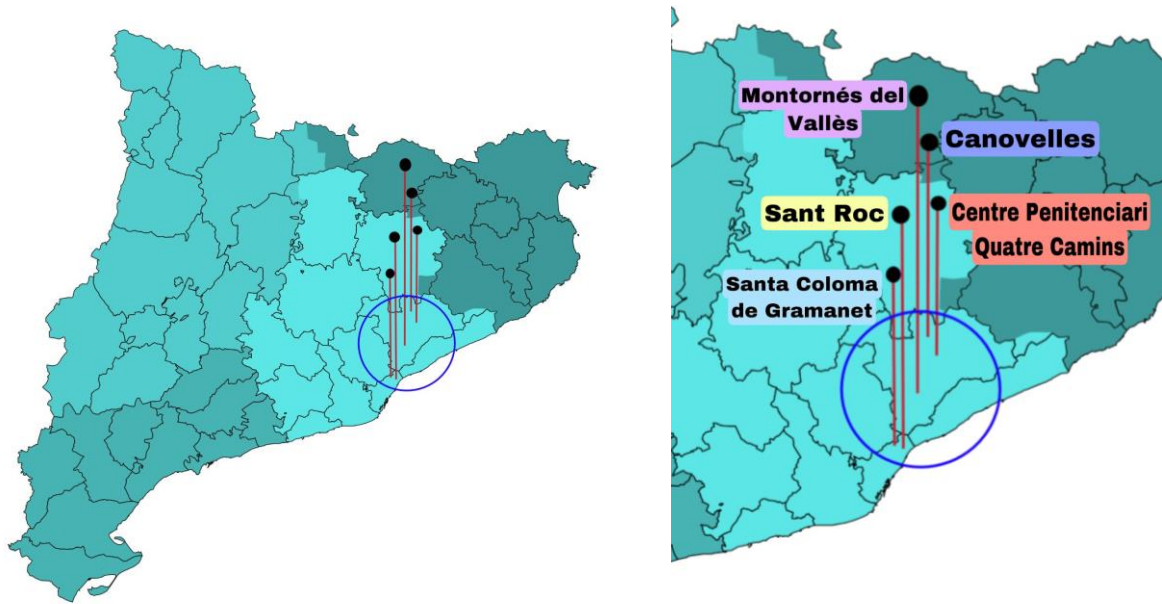 Montornés del
Vallès
Canovelles
Sant Roc
Centre Penitenciari
Quatre Camins
Santa Coloma
de Gramanet